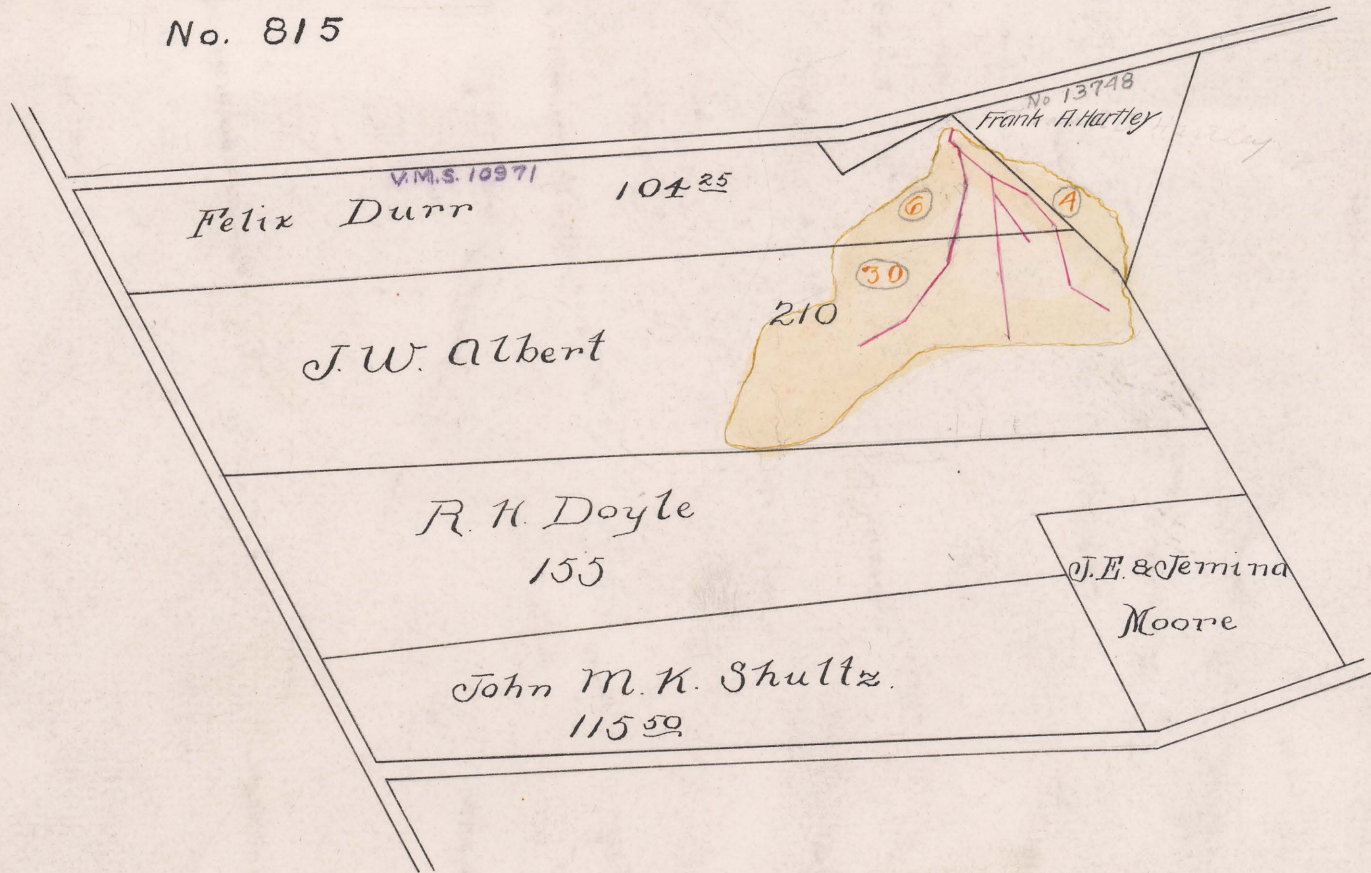 No. 815
No 13748
Frank A. Hartley
V.M.S. 10971
Felix Durr 104 25
6
A
30
210
J. W. Albert
R. H. Doyle
155
J. E. & Jemina
Moore
John M. K. Shultz.
115 50